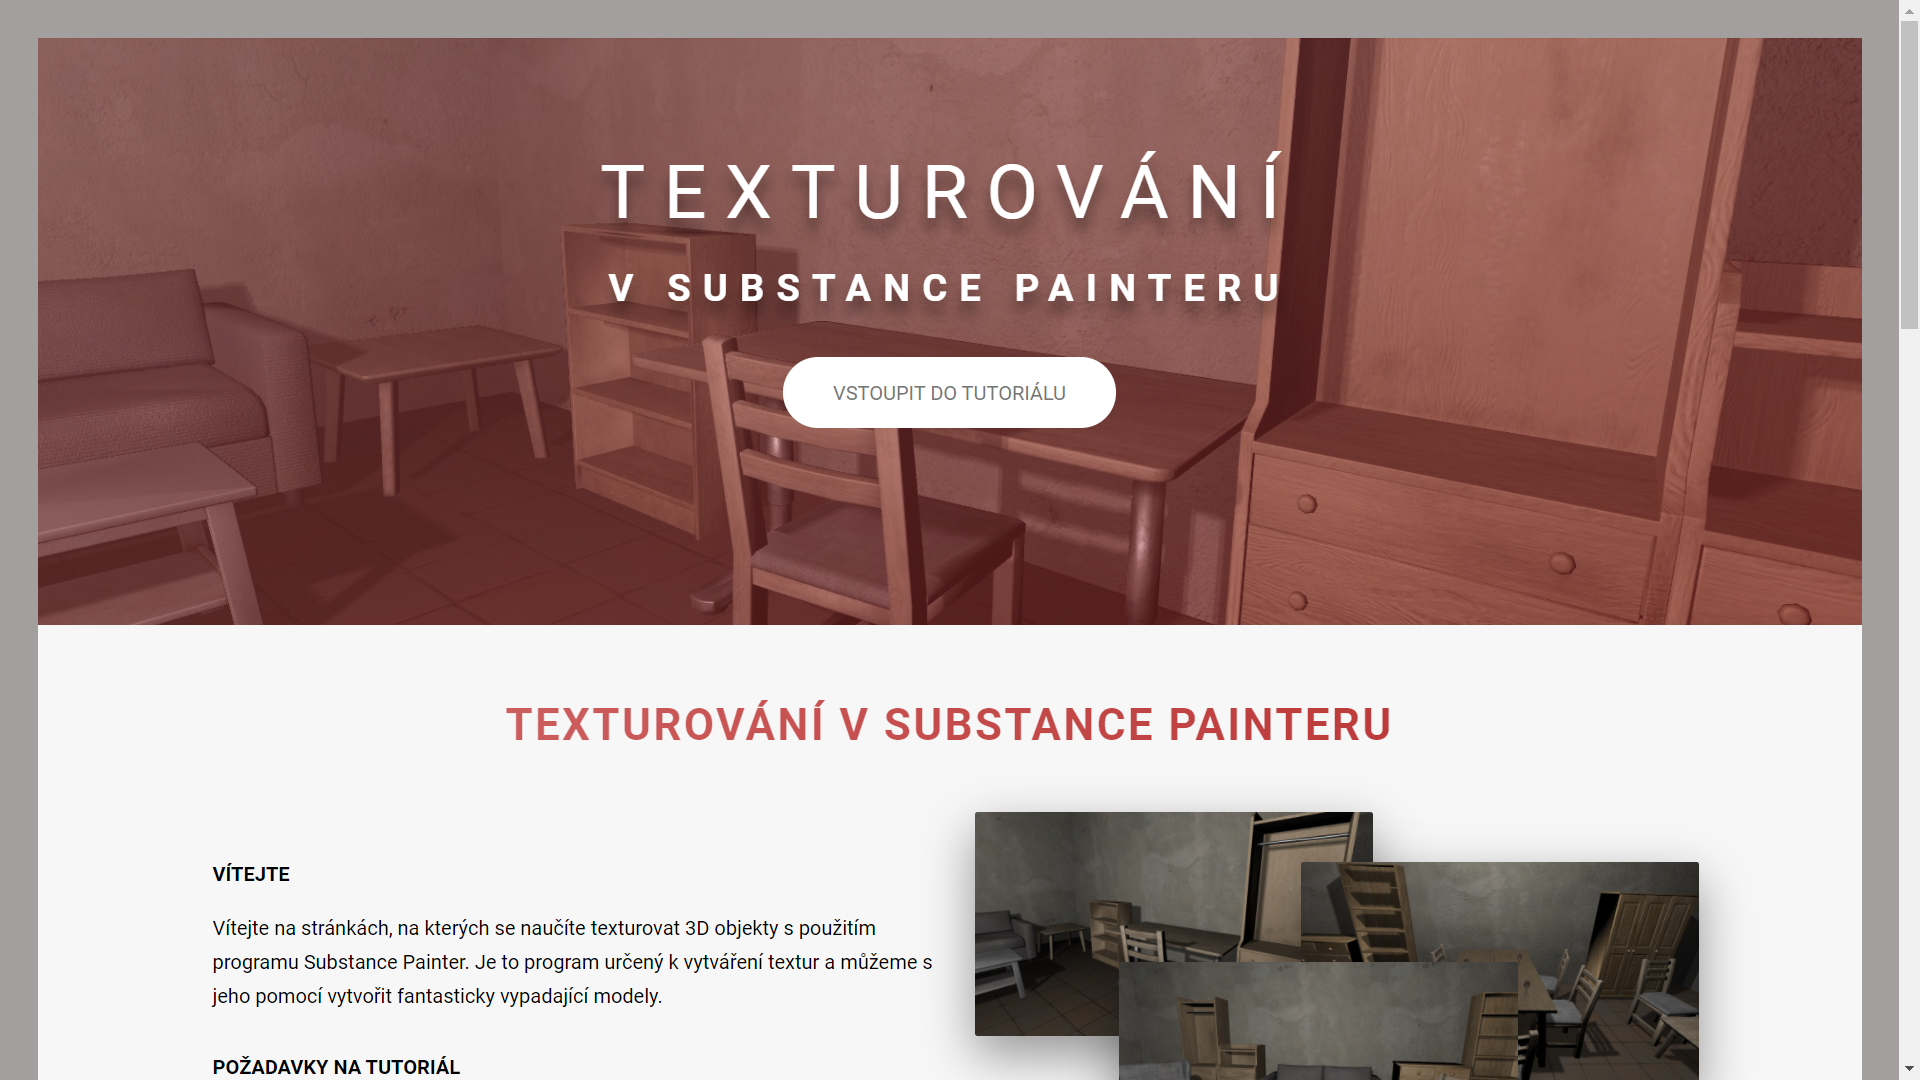 TEXTUROVÁNÍ
V SUBSTANCE PAINTERU
VSTOUPIT DO TUTORIÁLU
TEXTUROVÁNÍ V SUBSTANCE PAINTERU
VÍTEJTE
Vítejte na stránkách, na kterých se naučíte texturovat 3D objekty s použitím
programu Substance Painter. Je to program určený k vytváření textur a můžeme s
jeho pomocí vytvořit fantasticky vypadající modely.
POŽADAVKY NA TUTORIÁL